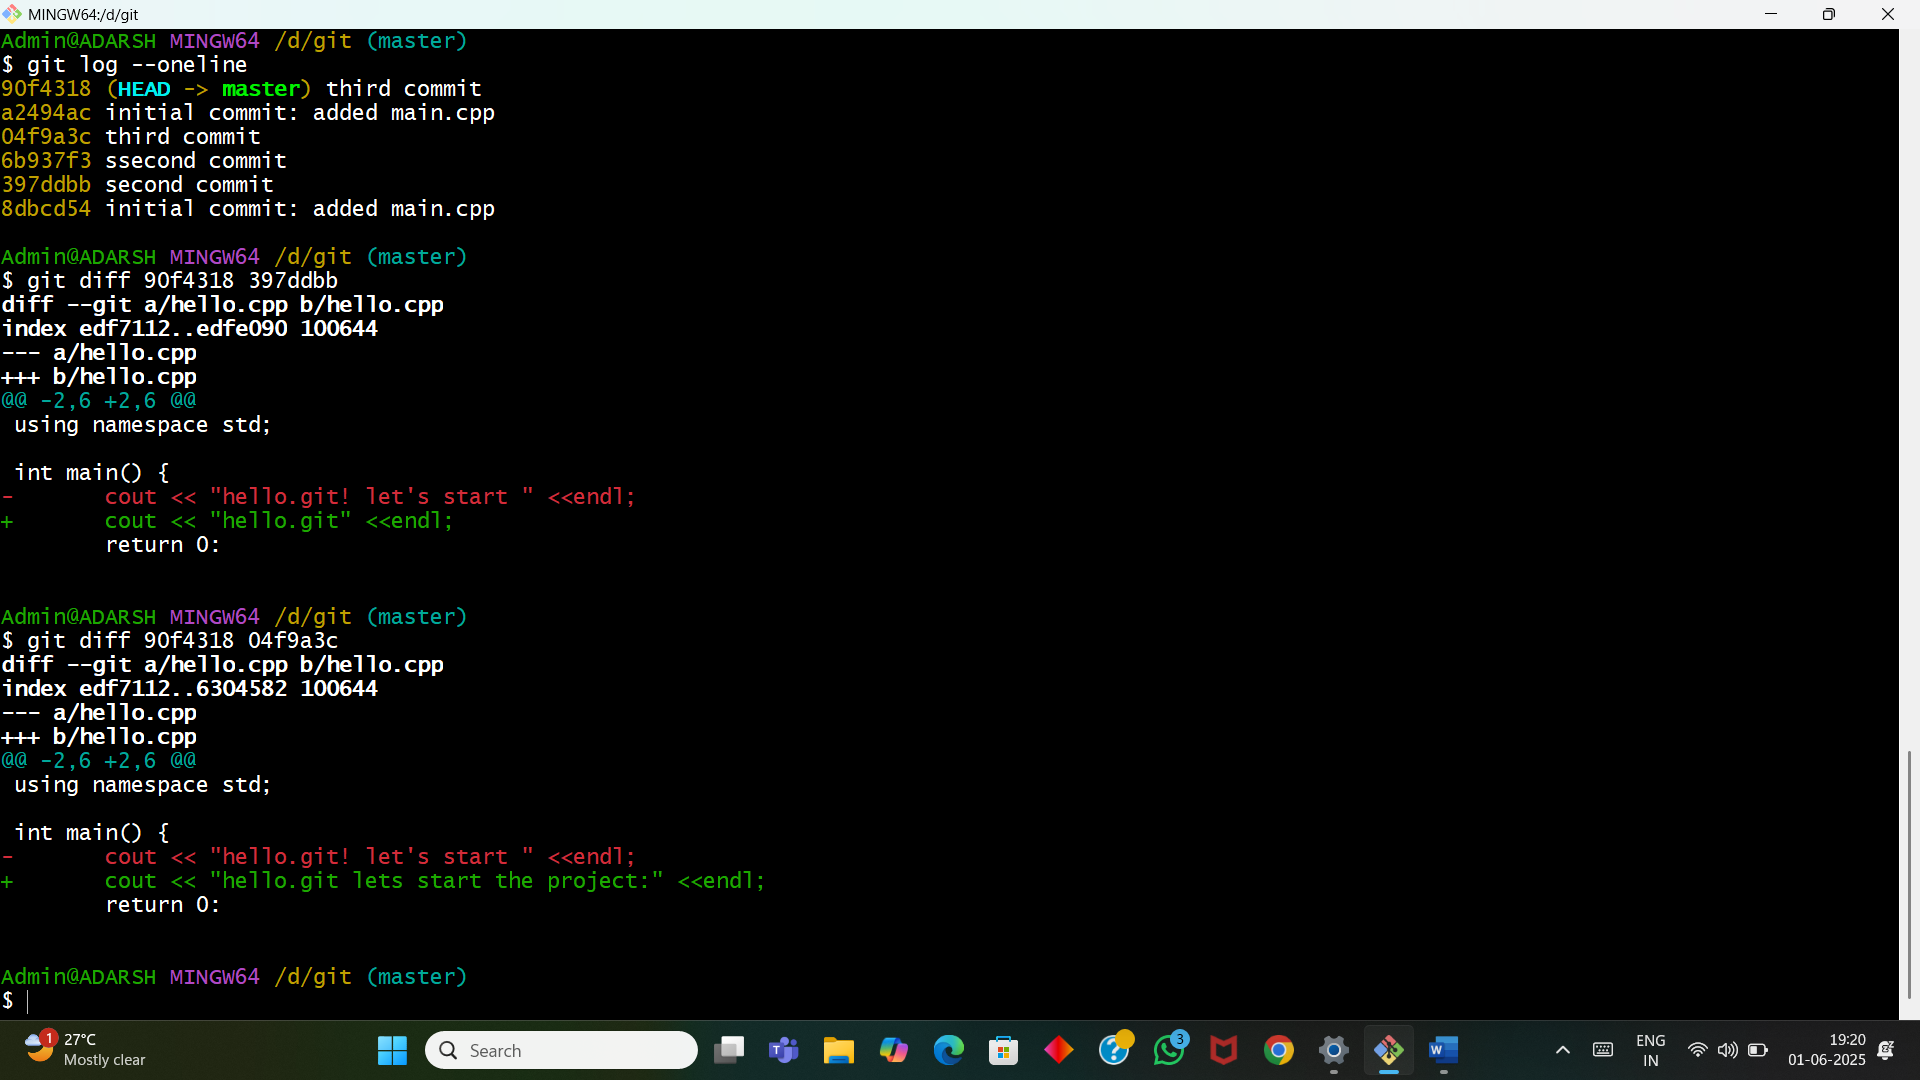 MINGW64:/d/git
Admin@ADARSH MINGW64 /d/git (master)
$ git log --oneline
90f4318 (HEAD -> master) third commit
a2494ac initial commit: added main.cpp
04f9a3c third commit
6b937f3 ssecond commit
397ddbb second commit
8dbcd54 initial commit: added main.cpp
Admin@ADARSH MINGW64 /d/git (master)
$ git diff 90f4318 397ddbb
diff --git a/hello.cpp b/hello.cpp
index edf7112..edfe090 100644
--- a/hello.cpp
+++ b/hello.cpp
@@ -2,6 +2,6 @@
 using namespace std;
 int main() {
-       cout << "hello.git! let's start " <<endl;
+       cout << "hello.git" <<endl;
        return 0:
Admin@ADARSH MINGW64 /d/git (master)
$ git diff 90f4318 04f9a3c
diff --git a/hello.cpp b/hello.cpp
index edf7112..6304582 100644
--- a/hello.cpp
+++ b/hello.cpp
@@ -2,6 +2,6 @@
 using namespace std;
 int main() {
-       cout << "hello.git! let's start " <<endl;
+       cout << "hello.git lets start the project:" <<endl;
        return 0:
Admin@ADARSH MINGW64 /d/git (master)
$
1
27°C
Mostly clear
Search
3
ENG
IN
19:20
01-06-2025